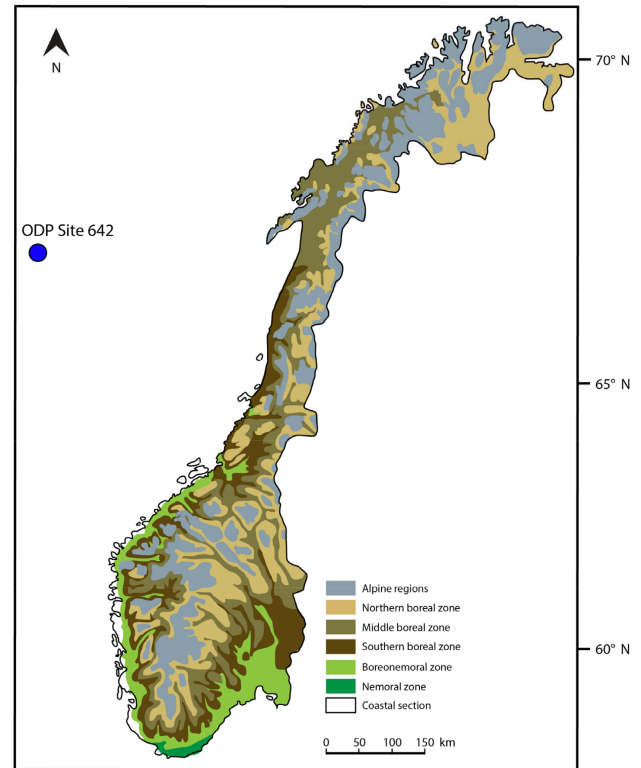 N
70° N
ODP Site 642
65° N
Alpine regions
Northern boreal zone
Middle boreal zone
Southern boreal zone
Boreonemoral zone
Nemoral zone
Coastal section
60° N
0 50 100 150 km